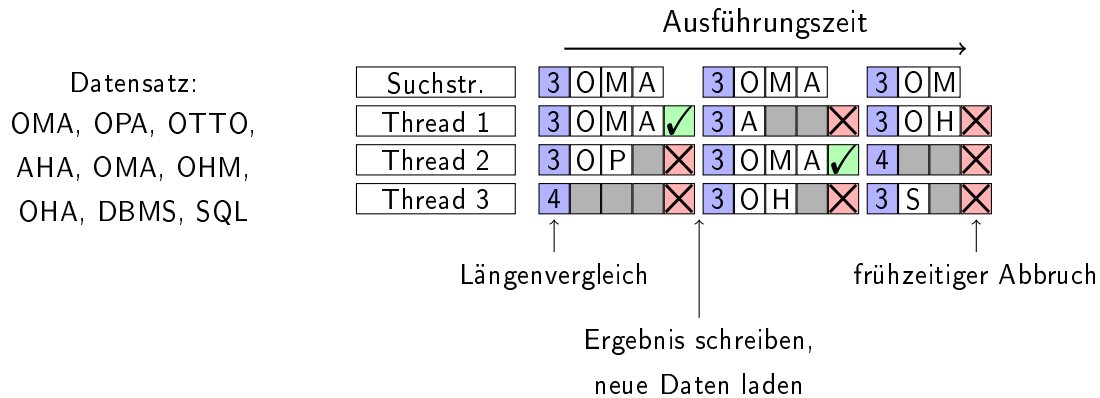 Ausführungszeit
Datensatz:
OMA, OPA, OTTO,
AHA, OMA, OHM,
OHA, DBMS, SQL
Suchstr. 3 O M A 3 O M A 3 O M
Thread 1 3 O M A ✓ 3 A ✗ 3 O H ✗
Thread 2 3 O P ✗ 3 O M A ✓ 4 ✗
Thread 3 4 ✗ 3 O H ✗ 3 S ✗
Längenvergleich
frühzeitiger Abbruch
Ergebnis schreiben,
neue Daten laden